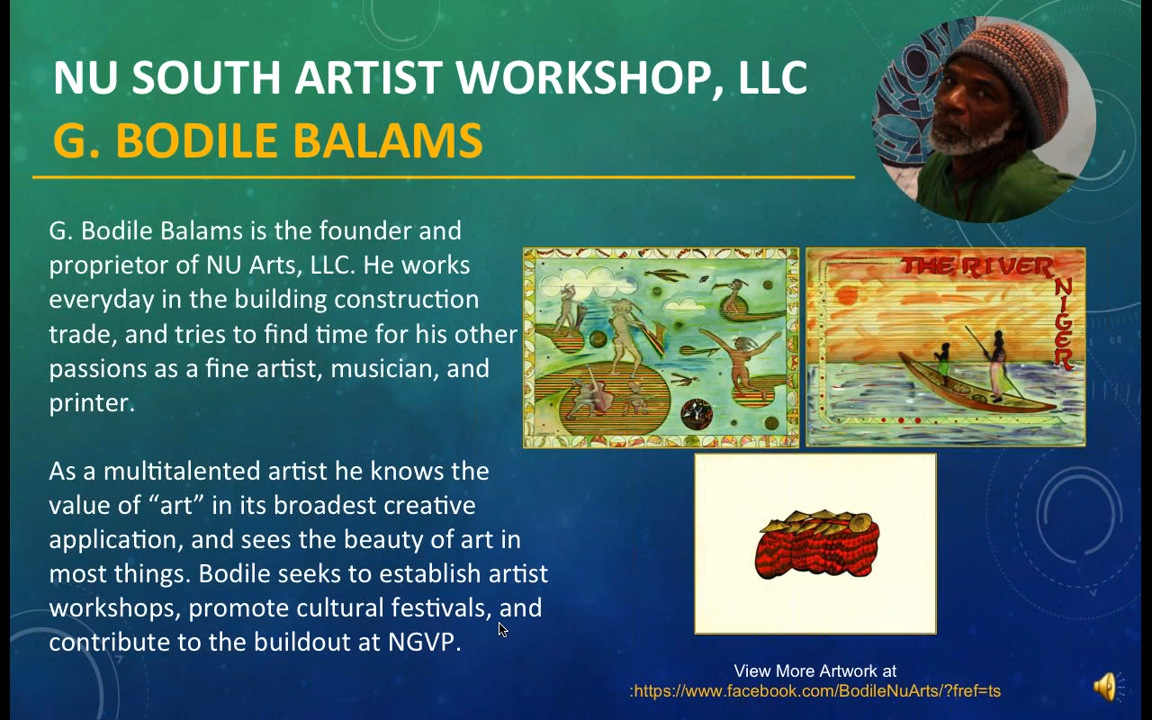 NU SOUTH ARTIST WORKSHOP, LLC
G. BODILE BALAMS
G. Bodile Balams is the founder and
proprietor of NU Arts, LLC. He works
everyday in the building construction
trade, and tries to find time for his other
passions as a fine artist, musician, and
printer.
As a multitalented artist he knows the
value of “art” in its broadest creative
application, and sees the beauty of art in
most things. Bodile seeks to establish artist
workshops, promote cultural festivals, and
contribute to the buildout at NGVP.
THE RIVER
NIGER
View More Artwork at
:https://www.facebook.com/BodileNuArts/?fref=ts